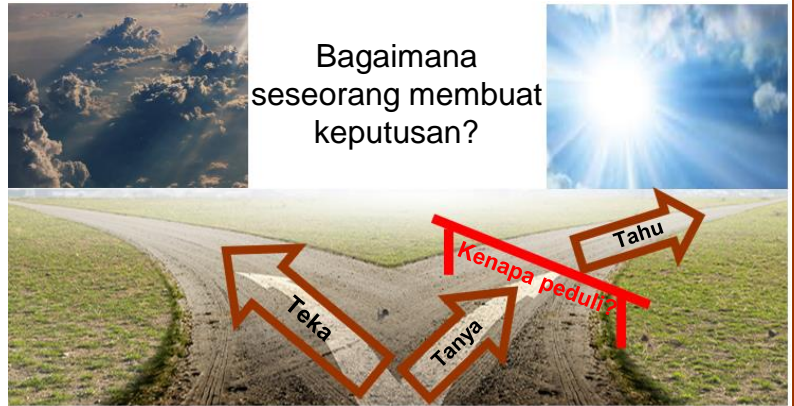 Bagaimana
seseorang membuat
keputusan?
Teka
Tanya
Kenapa peduli?
Tahu